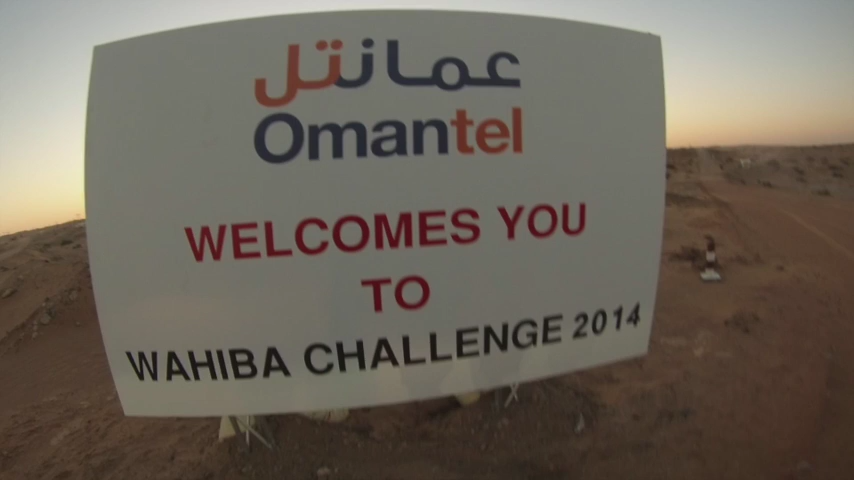 عمانتل
Omantel
WELCOMES YOU
TO
WAHIBA CHALLENGE 2014